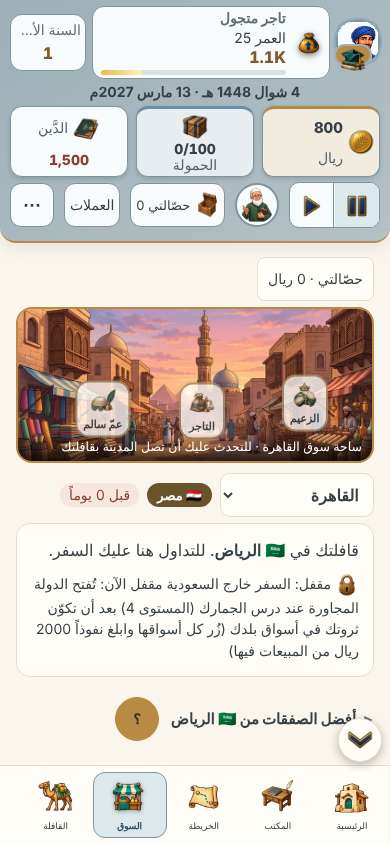 تاجر متجول
العمر 25
1.1K
السنة الأ...
1
4 شوال 1448 هـ · 13 مارس 2027م
800
ريال
0/100
الحمولة
الدَّين
1,500
حصّالتي 0
العملات
...
حصّالتي · 0 ريال
الزعيم
التاجر
عمّ سالم
ساحة سوق القاهرة · للتحدث عليك أن تصل المدينة بقافلتك
القاهرة
مصر
قبل 0 يوماً
قافلتك في الرياض. للتداول هنا عليك السفر.
مقفل: السفر خارج السعودية مقفل الآن: تُفتح الدولة
المجاورة عند درس الجمارك (المستوى 4) بعد أن تكوّن
ثروتك في أسواق بلدك (زُر كل أسواقها وابلغ نفوذاً 2000
ريال من المبيعات فيها)
أفضل الصفقات من الرياض
؟
الرئيسية
المكتب
الخريطة
السوق
القافلة